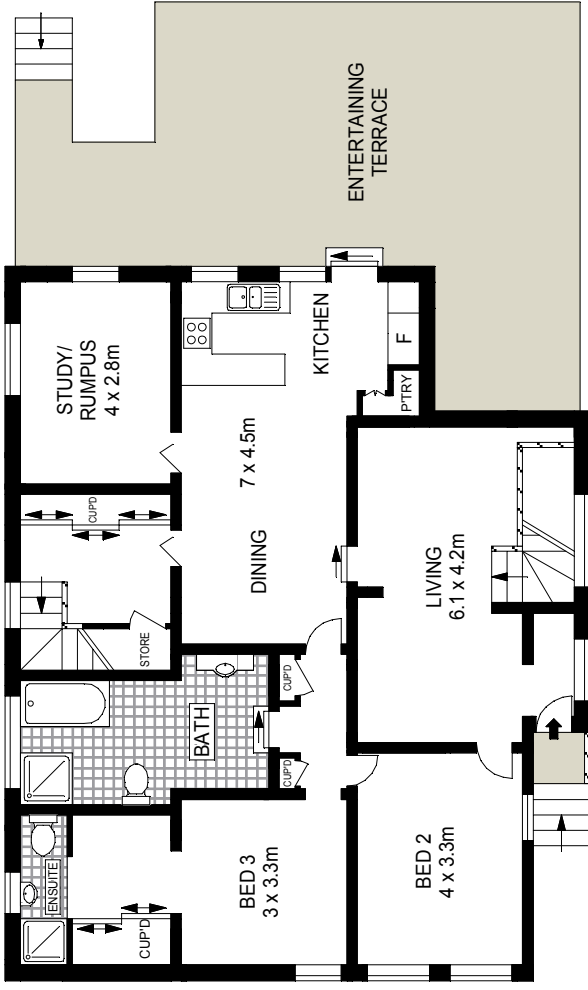 ENTERTAINING
TERRACE
STUDY/
RUMPUS
4 x 2.8m
KITCHEN
F
P'TRY
7 x 4.5m
DINING
CUP'D
STORE
LIVING
6.1 x 4.2m
BATH
CUP'D
CUP'D
ENSUITE
CUP'D
BED 3
3 x 3.3m
BED 2
4 x 3.3m